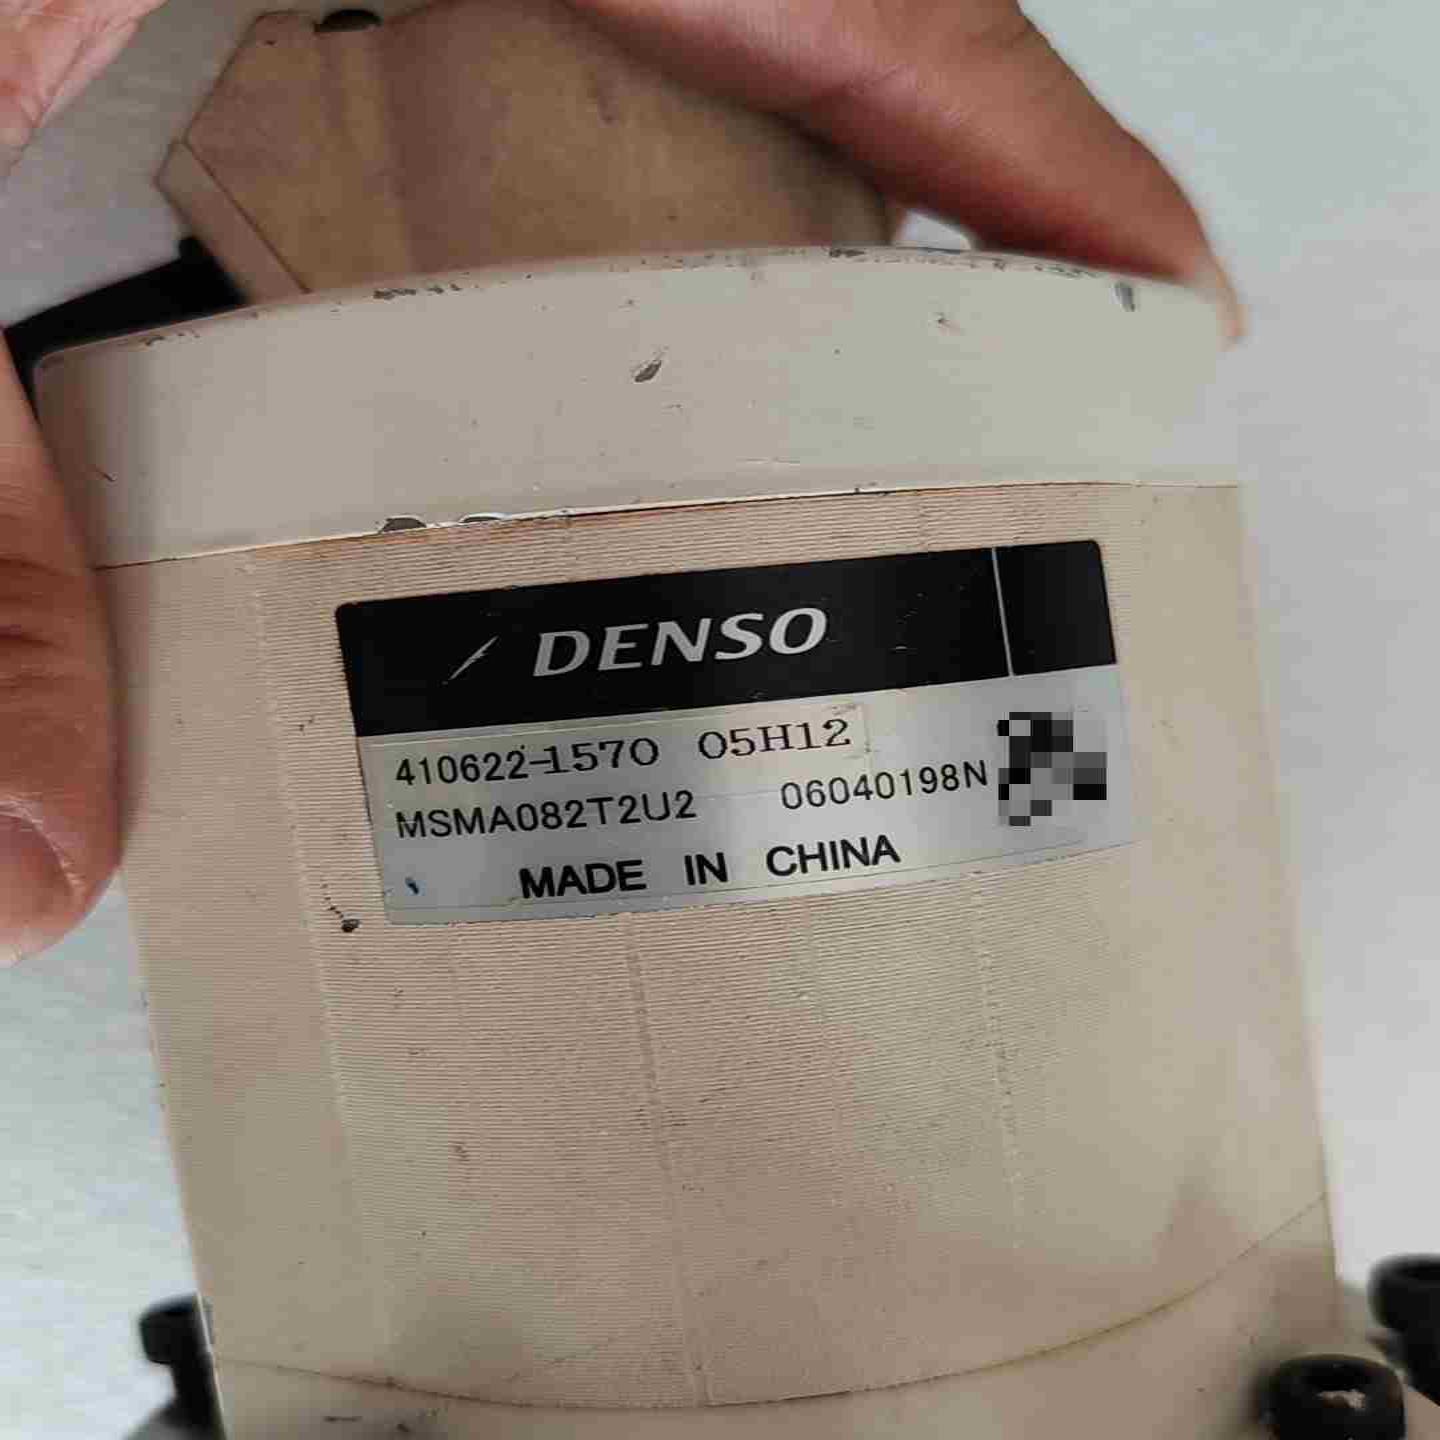 DENSO
410622-1570 05H12
MSMA082T2U2 06040198N
MADE IN CHINA